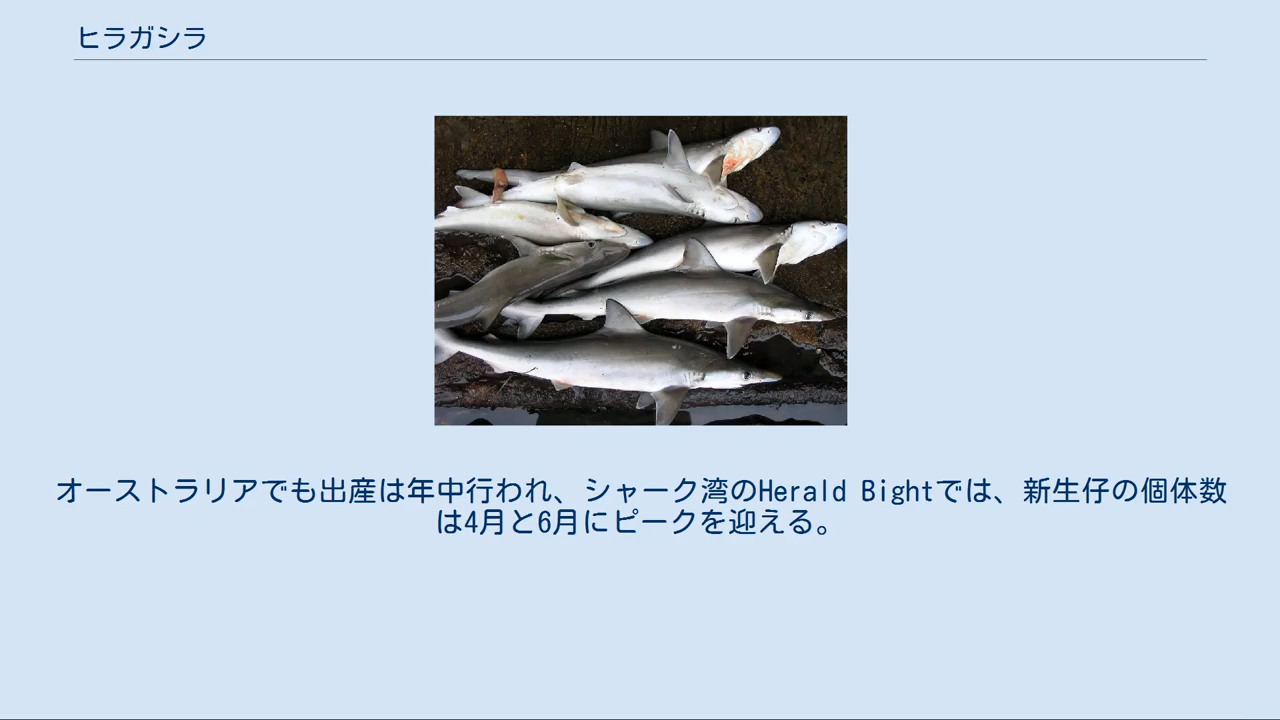 ヒラガシラ
オーストラリアでも出産は年中行われ、シャーク湾のHerald Bightでは、新生仔の個体数
は4月と6月にピークを迎える。